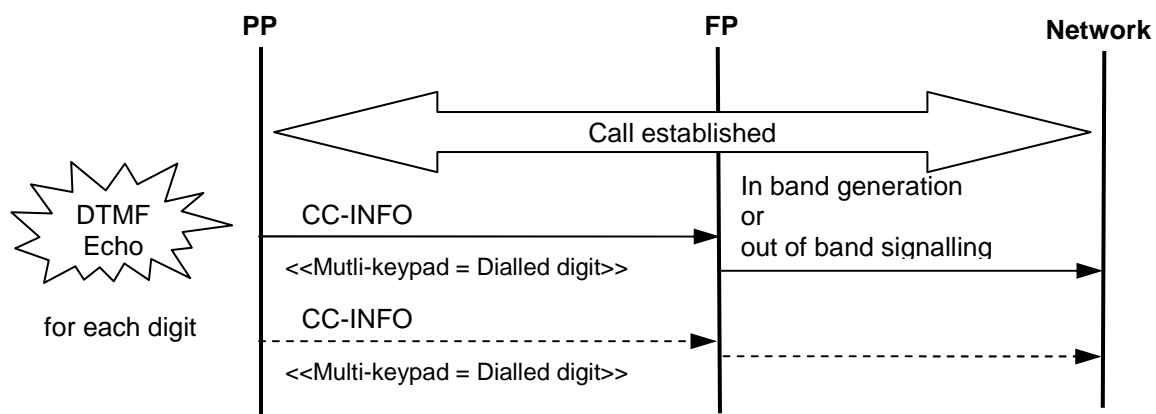 PP
FP
Network
Call established
DTMF
Echo
for each digit
CC-INFO
<<Mutli-keypad = Dialled digit>>
In band generation
or
out of band signalling
CC-INFO
<<Multi-keypad = Dialled digit>>